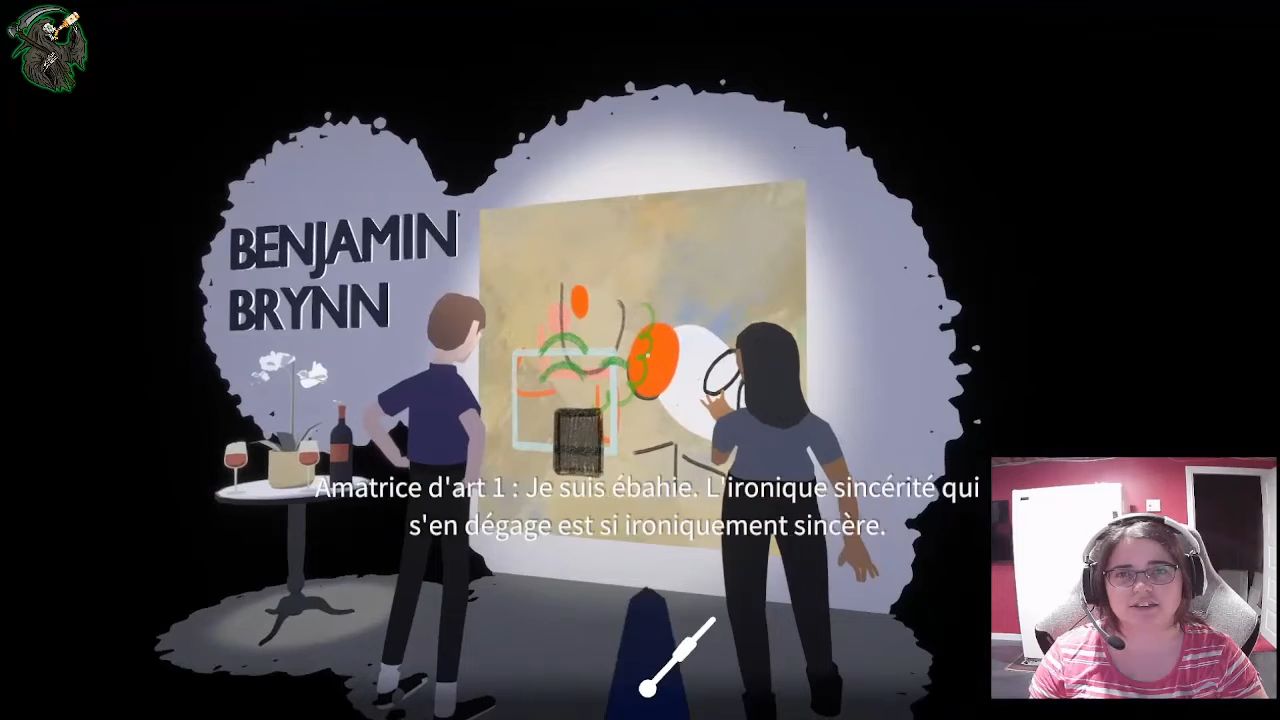 BENJAMIN
BRYNN
Amatrice d'art 1 : Je suis ébahie. L'ironique sincérité qui
s'en dégage est si ironiquement sincère.